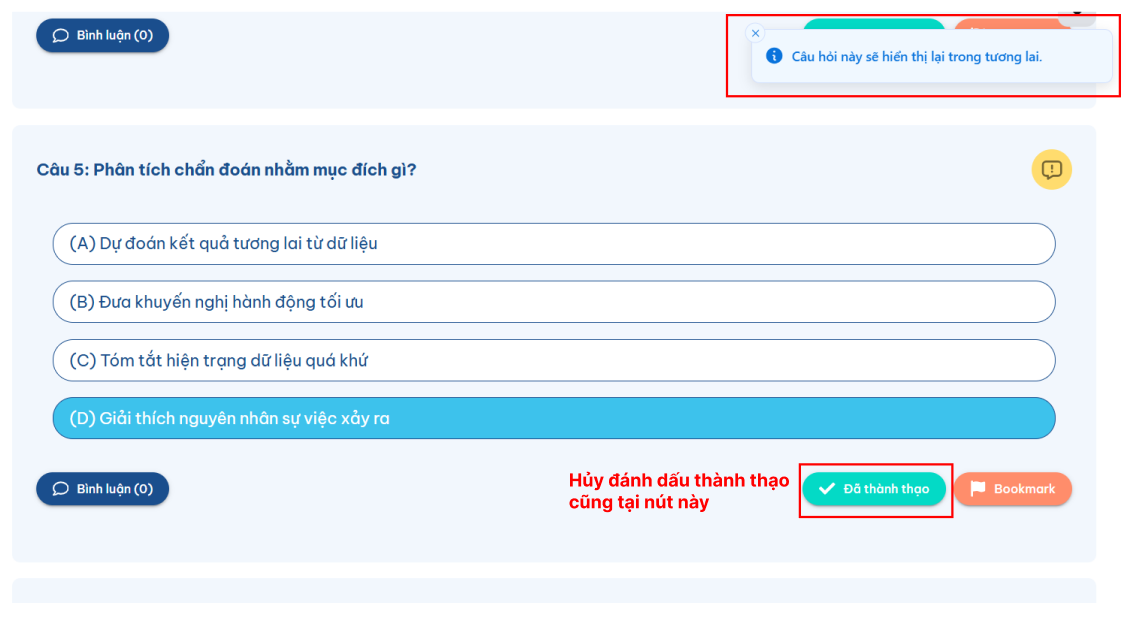 Bình luận (0)
Câu hỏi này sẽ hiển thị lại trong tương lai.
Câu 5: Phân tích chẩn đoán nhằm mục đích gì?
(A) Dự đoán kết quả tương lai từ dữ liệu
(B) Đưa khuyến nghị hành động tối ưu
(C) Tóm tắt hiện trạng dữ liệu quá khứ
(D) Giải thích nguyên nhân sự việc xảy ra
Bình luận (0)
Hủy đánh dấu thành thạo
cũng tại nút này
Đã thành thạo
Bookmark